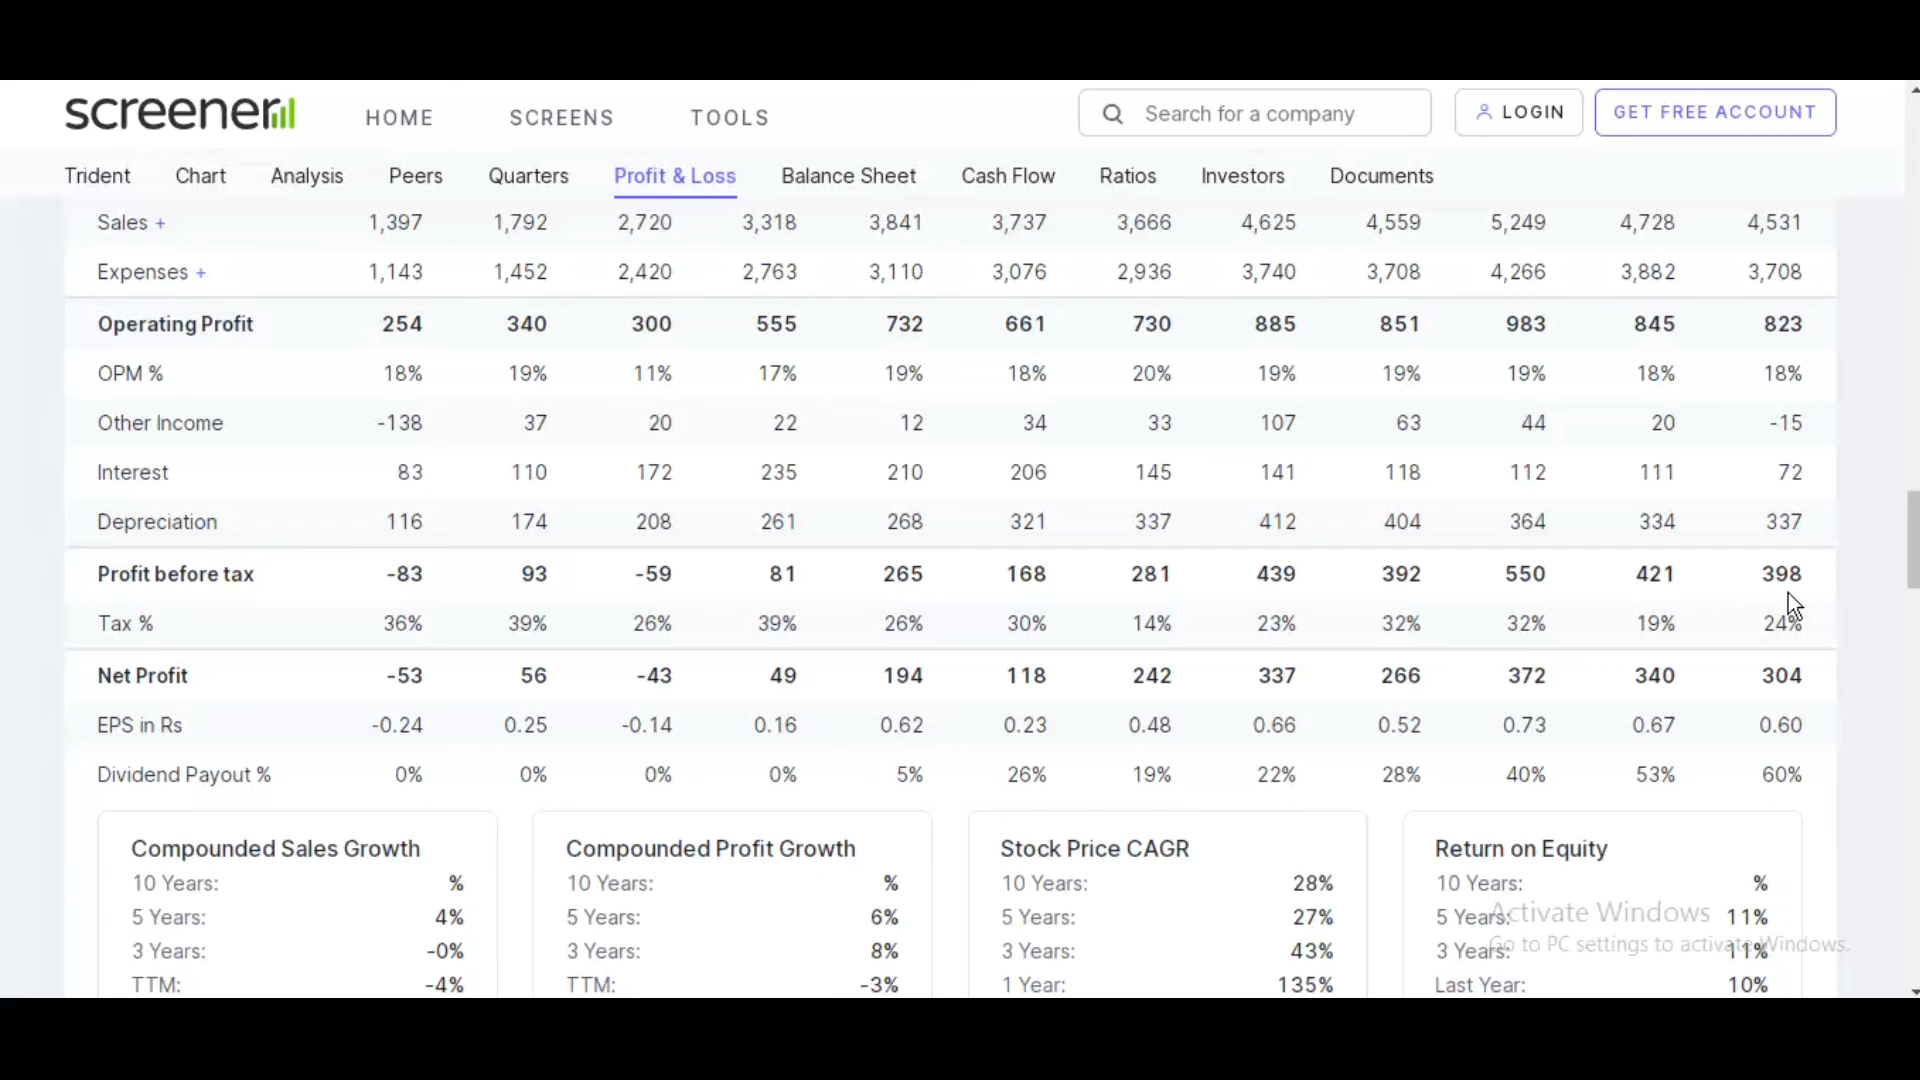 screener HOME SCREENS TOOLS Search for a company LOGIN GET FREE ACCOUNT
Trident Chart Analysis Peers Quarters Profit & Loss Balance Sheet Cash Flow Ratios Investors Documents
Sales + 1,397 1,792 2,720 3,318 3,841 3,737 3,666 4,625 4,559 5,249 4,728 4,531
Expenses + 1,143 1,452 2,420 2,763 3,110 3,076 2,936 3,740 3,708 4,266 3,882 3,708
Operating Profit 254 340 300 555 732 661 730 885 851 983 845 823
OPM % 18% 19% 11% 17% 19% 18% 20% 19% 19% 19% 18% 18%
Other Income -138 37 20 22 12 34 33 107 63 44 20 -15
Interest 83 110 172 235 210 206 145 141 118 112 111 72
Depreciation 116 174 208 261 268 321 337 412 404 364 334 337
Profit before tax -83 93 -59 81 265 168 281 439 392 550 421 398
Tax % 36% 39% 26% 39% 26% 30% 14% 23% 32% 32% 19% 24%
Net Profit -53 56 -43 49 194 118 242 337 266 372 340 304
EPS in Rs -0.24 0.25 -0.14 0.16 0.62 0.23 0.48 0.66 0.52 0.73 0.67 0.60
Dividend Payout % 0% 0% 0% 0% 5% 26% 19% 22% 28% 40% 53% 60%
Compounded Sales Growth
10 Years: %
5 Years: 4%
3 Years: -0%
TTM: -4%
Compounded Profit Growth
10 Years: %
5 Years: 6%
3 Years: 8%
TTM: -3%
Stock Price CAGR
10 Years: 28%
5 Years: 27%
3 Years: 43%
1 Year: 135%
Return on Equity
10 Years: %
5 Years: 11%
3 Years: 11%
Last Year: 10%
Activate Windows
Go to PC settings to activate Windows.